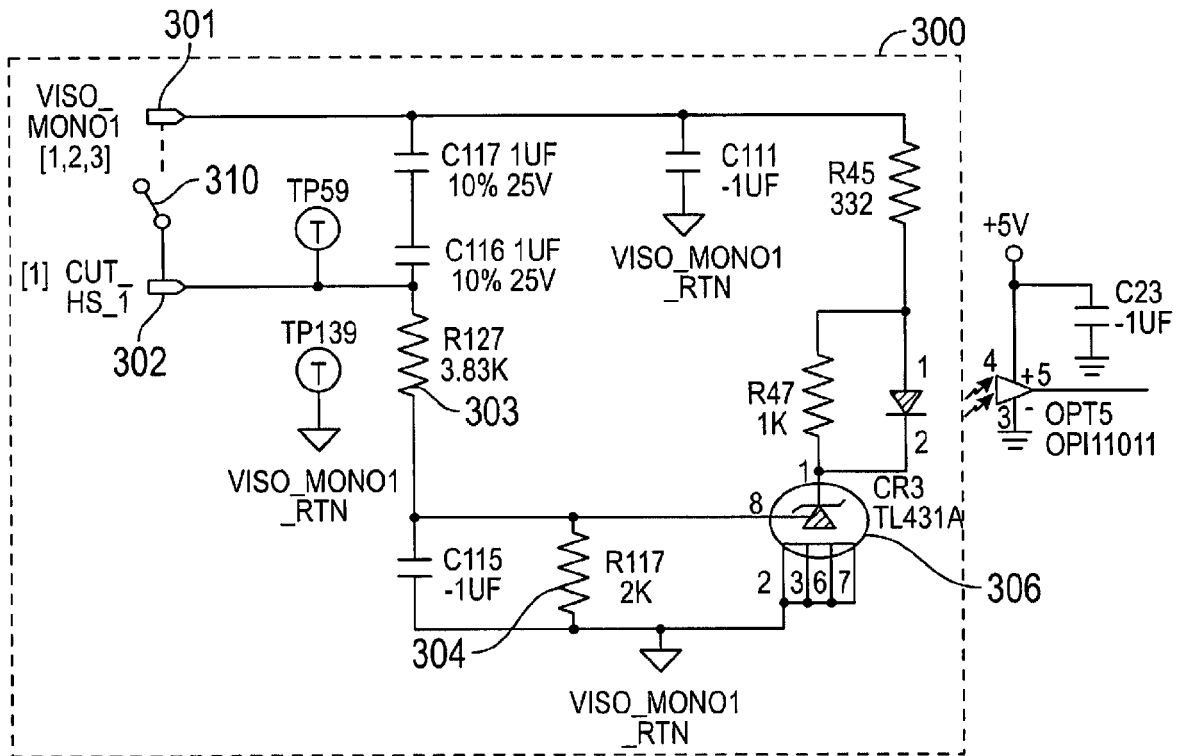 301
300
VISO_
MONO1
[1,2,3]
310
TP59
T
C117 1UF
10% 25V
C111
-1UF
R45
332
C116 1UF
10% 25V
VISO_MONO1
_RTN
+5V
[1] CUT_
HS_1
302
C23
-1UF
TP139
T
R127
3.83K
303
R47
1K
1
2
4
+5
3
-
OPT5
OPI11011
VISO_MONO1
_RTN
1
CR3
TL431A
8
C115
-1UF
R117
2K
2
3
6
7
306
304
VISO_MONO1
_RTN